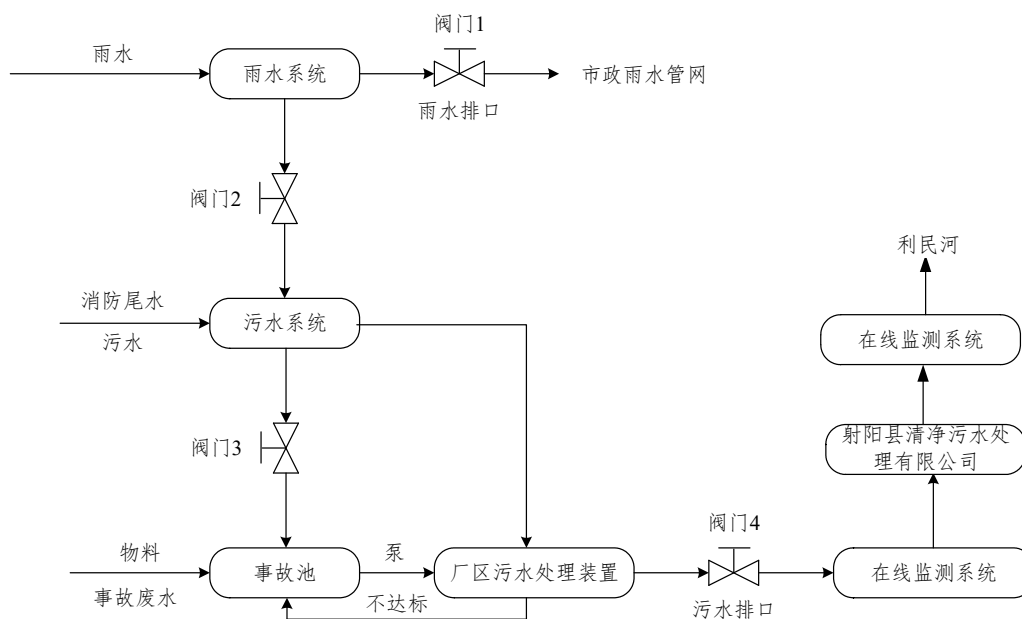 阀门1
雨水
雨水系统
市政雨水管网
雨水排口
阀门2
利民河
消防尾水
污水系统
污水
在线监测系统
阀门3
射阳县清净污水处
理有限公司
阀门4
物料
泵
事故池
厂区污水处理装置
在线监测系统
事故废水
不达标
污水排口